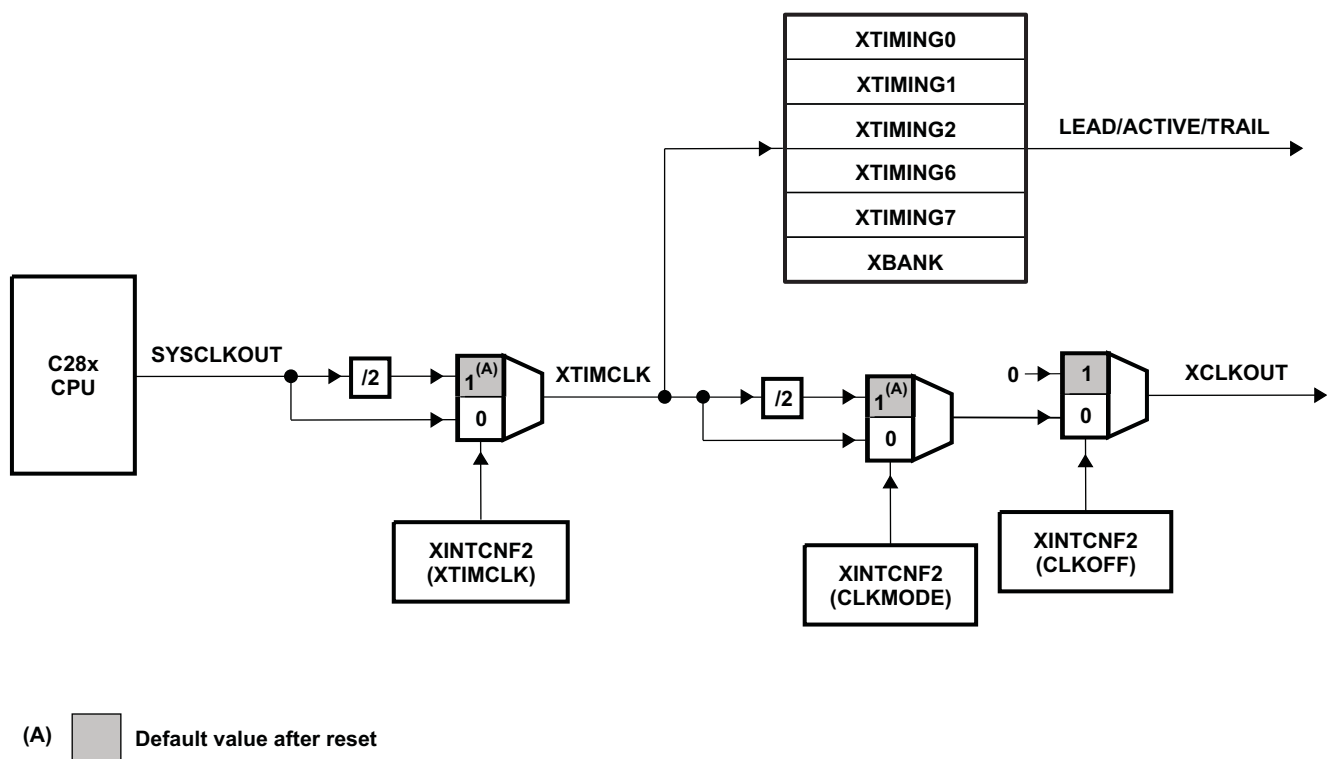 XTIMING0
XTIMING1
XTIMING2
XTIMING6
XTIMING7
XBANK
LEAD/ACTIVE/TRAIL
C28x
CPU
SYSCLKOUT
/2
1(A)
0
XTIMCLK
/2
1(A)
0
0
1
0
XCLKOUT
XINTCNF2
(XTIMCLK)
XINTCNF2
(CLKMODE)
XINTCNF2
(CLKOFF)
(A) Default value after reset